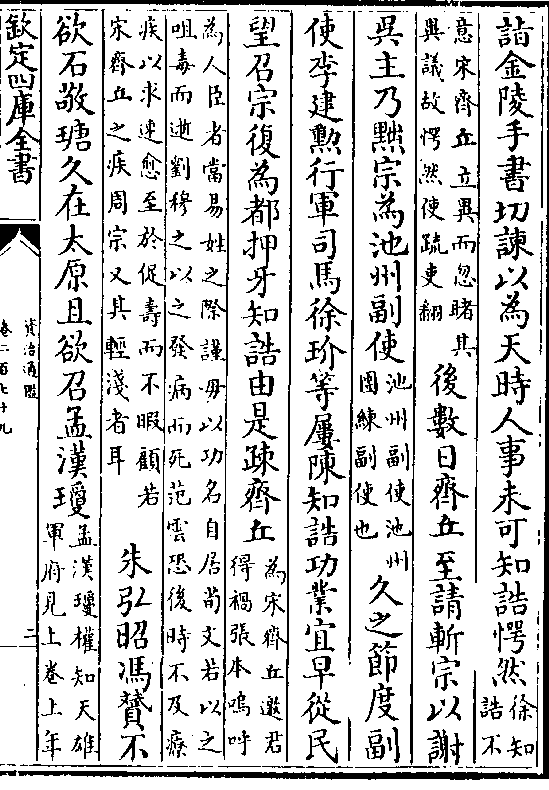 詣金陵手書切諫以為天時人事未可知誥愕然徐知
誥不
意宋齊丘立異而忽睹其
異議故愕然使疏吏翻
後數日齊丘至請斬宗以謝
吳主乃黜宗為池州副使池州副使池州
團練副使也
久之節度副
使李建勲行軍司馬徐玠等屢陳知誥功業宜早從民
望召宗復為都押牙知誥由是疎齊丘為宋齊丘邀君
得禍張本嗚呼
為人臣者當易姓之際謹毋以功名自居荀文若以之
咀毒而逝劉穆之以之發病而死范雲恐後時不及療
疾以求速愈至於促壽而不暇顧若
宋齊丘之疾周宗又其輕淺者耳
朱弘昭馮贇不
欲石敬瑭久在太原且欲召孟漢瓊孟漢瓊權知天雄
軍府見上卷上年
欽定四庫全書
資治通鑑
卷二百七十九
二